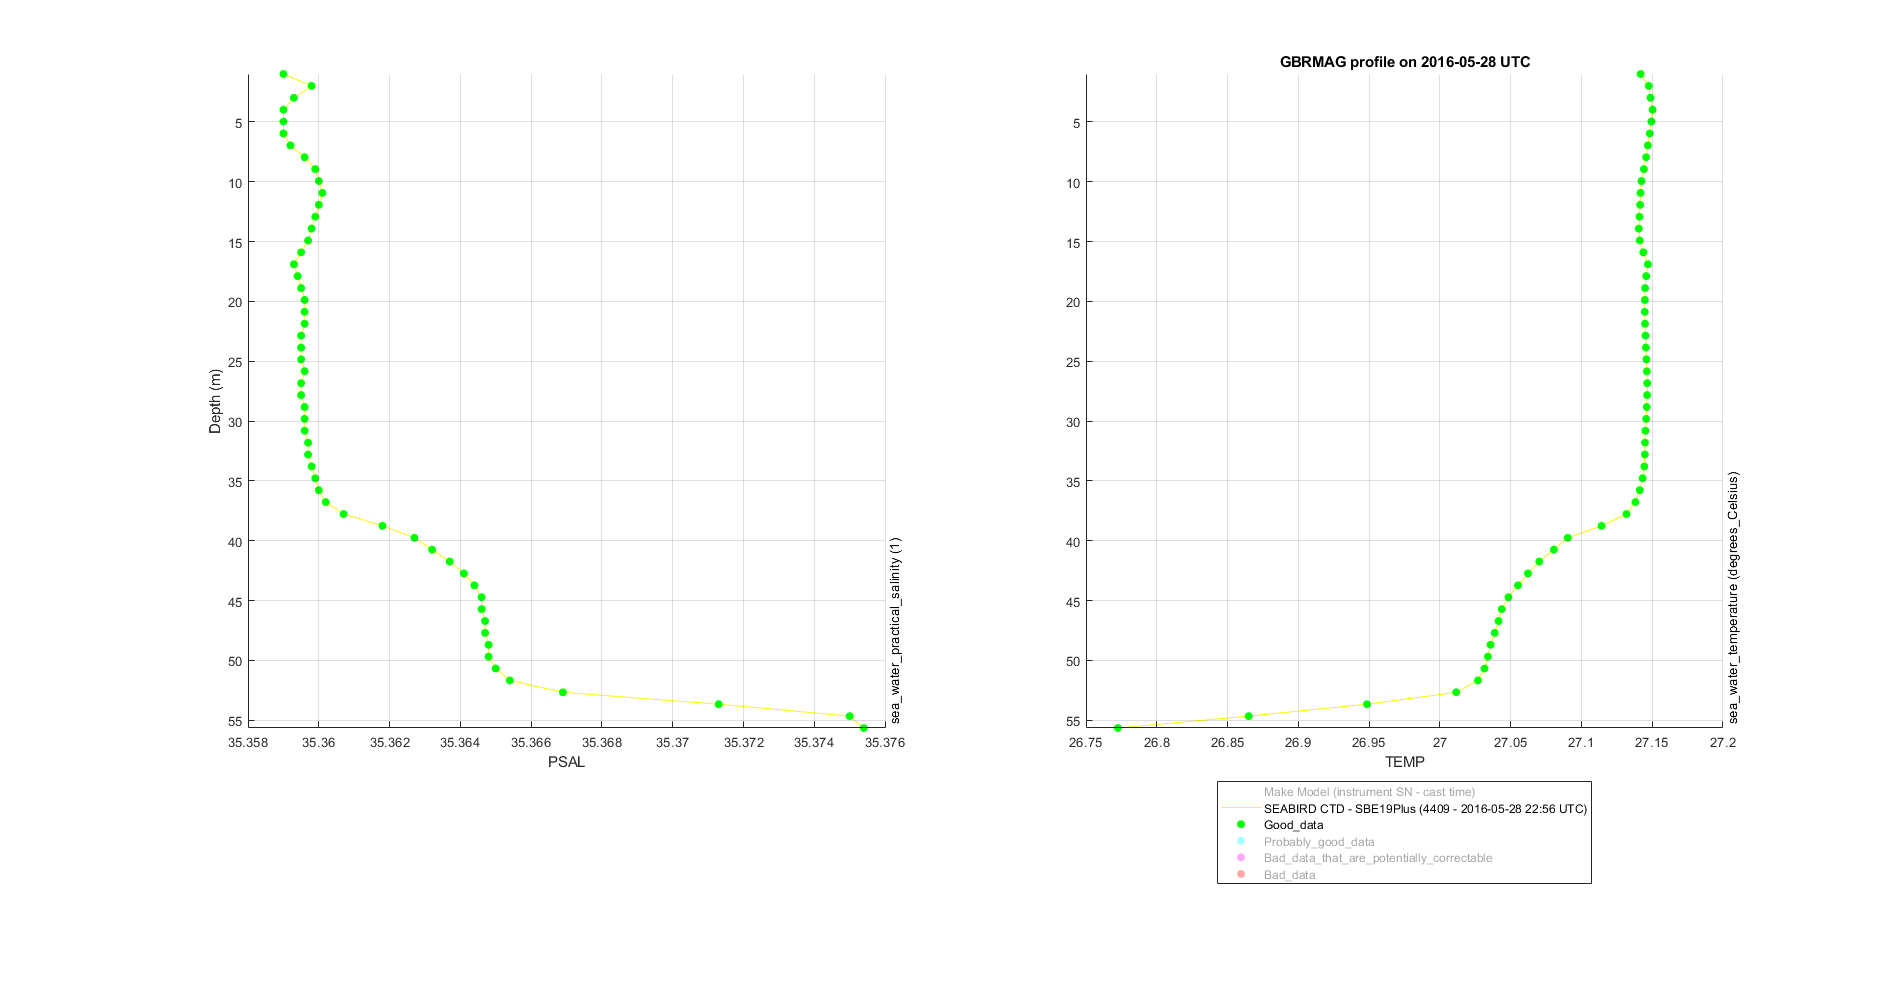 GBRMAG profile on 2016-05-28 UTC
5
10
15
20
25
30
35
40
45
50
55
Depth (m)
35.358 35.36 35.362 35.364 35.366 35.368 35.37 35.372 35.374 35.376
PSAL
sea_water_practical_salinity (1)
5
10
15
20
25
30
35
40
45
50
55
26.75 26.8 26.85 26.9 26.95 27 27.05 27.1 27.15 27.2
TEMP
sea_water_temperature (degrees_Celsius)
Make Model (instrument SN - cast time)
SEABIRD CTD - SBE19Plus (4409 - 2016-05-28 22:56 UTC)
Good_data
Probably_good_data
Bad_data_that_are_potentially_correctable
Bad_data